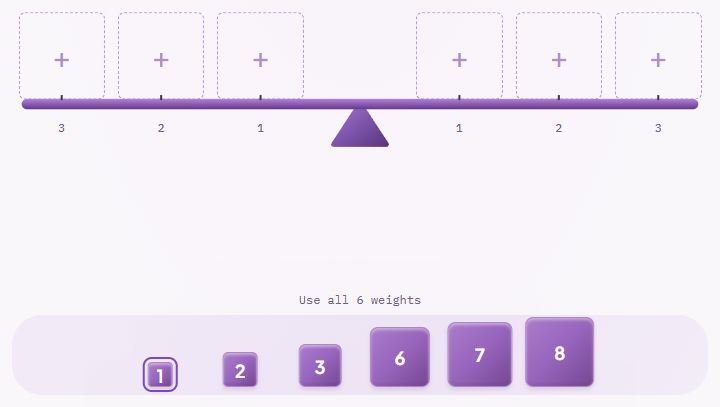 + + + + + +
3 2 1 1 2 3
Use all 6 weights
1 2 3 6 7 8